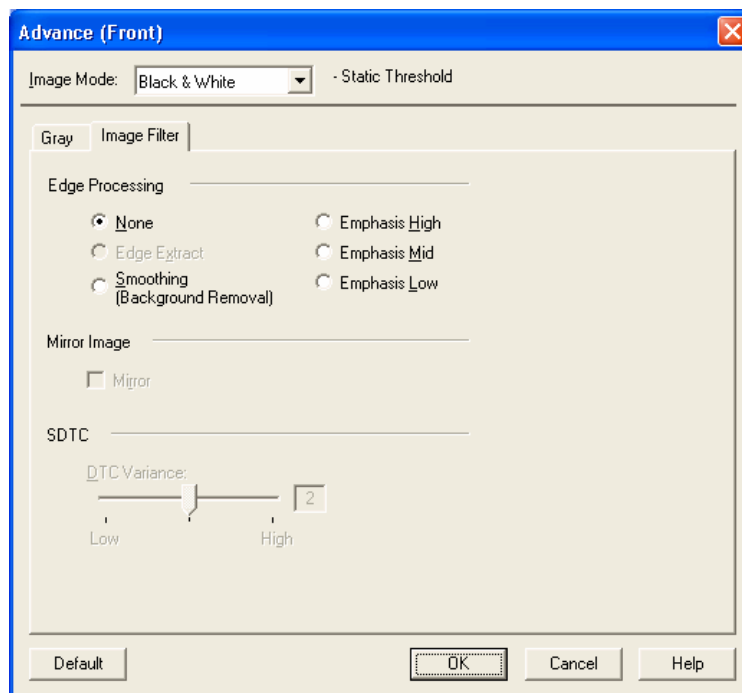 Advance (Front)
Image Mode: Black & White - Static Threshold
Gray Image Filter
Edge Processing
None Emphasis High
Edge Extract Emphasis Mid
Smoothing
(Background Removal) Emphasis Low
Mirror Image
Mirror
SDTC
DTC Variance:
2
Low High
Default OK Cancel Help